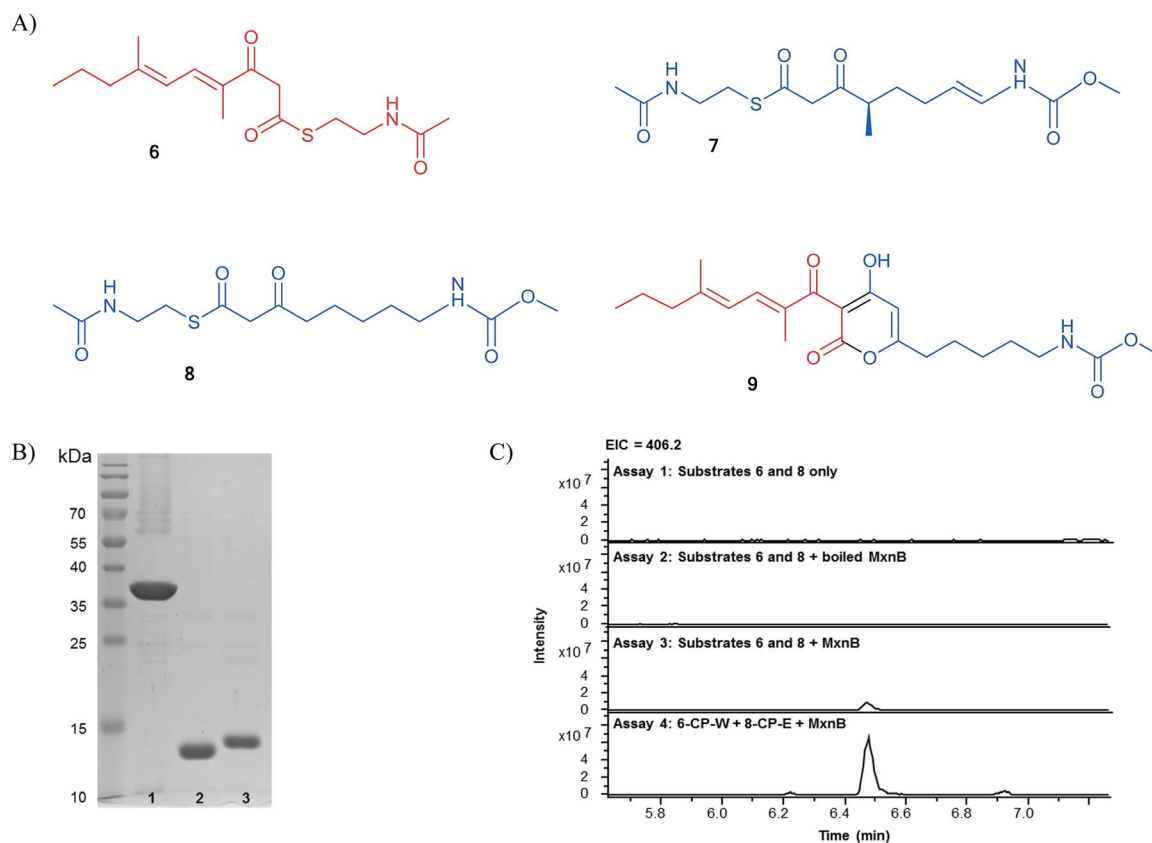 A)
O
O
S
H
N
O
6
H
N
O
S
O
O
N
H
O
O
7
H
N
O
S
O
O
H
N
O
O
8
O
OH
O
O
H
N
O
O
9
B)
kDa
70
55
40
35
25
15
10
1 2 3
C)
EIC = 406.2
Assay 1: Substrates 6 and 8 only
x10 7
4
2
0
Assay 2: Substrates 6 and 8 + boiled MxnB
x10 7
4
2
0
Assay 3: Substrates 6 and 8 + MxnB
x10 7
4
2
0
Assay 4: 6-CP-W + 8-CP-E + MxnB
x10 7
4
2
0
Intensity
5.8 6.0 6.2 6.4 6.6 6.8 7.0
Time (min)